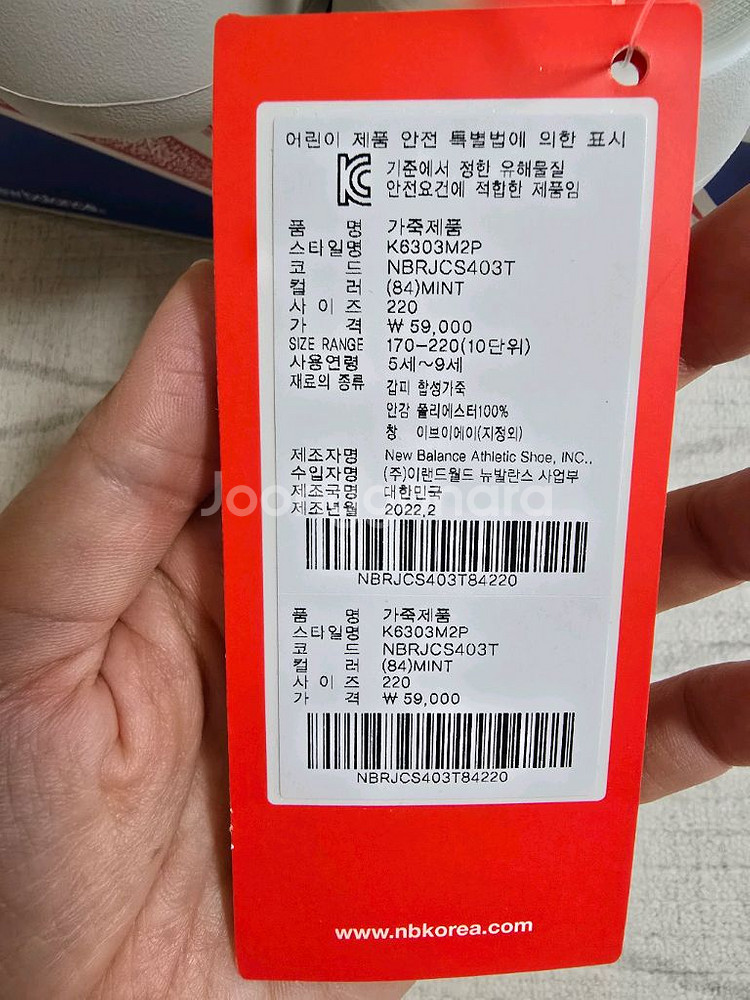 어린이 제품 안전 특별법에 의한 표시
KC 기준에서 정한 유해물질
안전요건에 적합한 제품임
품 명 가죽제품
스타일명 K6303M2P
코 드 NBRJCS403T
컬 러 (84)MINT
사 이 즈 220
가 격 ₩ 59,000
SIZE RANGE 170-220(10단위)
사용연령 5세~9세
재료의 종류 갑피 합성가죽
안감 폴리에스터100%
창 이브이에이(지정외)
제조자명 New Balance Athletic Shoe, INC.,
수입자명 (주)이랜드월드 뉴발란스 사업부
제조국명 대한민국
제조년월 2022.2
NBRJCS403T84220
품 명 가죽제품
스타일명 K6303M2P
코 드 NBRJCS403T
컬 러 (84)MINT
사 이 즈 220
가 격 ₩ 59,000
NBRJCS403T84220
www.nbkorea.com
Joonggonara